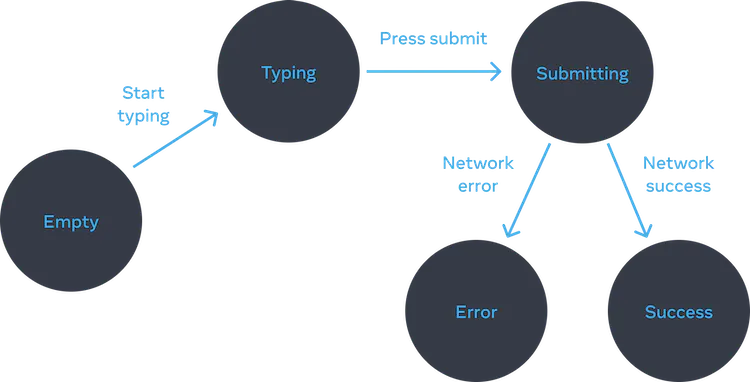 Press submit
Typing
Submitting
Start
typing
Network
error
Network
success
Empty
Error
Success